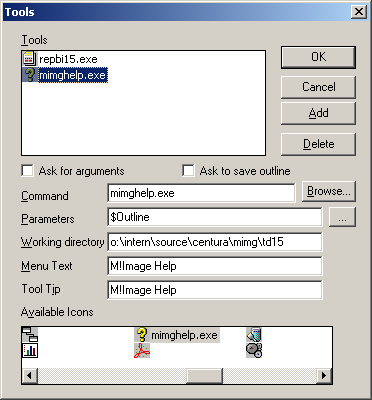 Tools
Tools
repbi15.exe
mimghelp.exe
OK
Cancel
Add
Delete
Ask for arguments
Ask to save outline
Command
mimghelp.exe
Browse...
Parameters
$Outline
...
Working directory
o:\intern\source\centura\mimg\td15
Menu Text
M!Image Help
Tool Tip
M!Image Help
Available Icons
mimghelp.exe